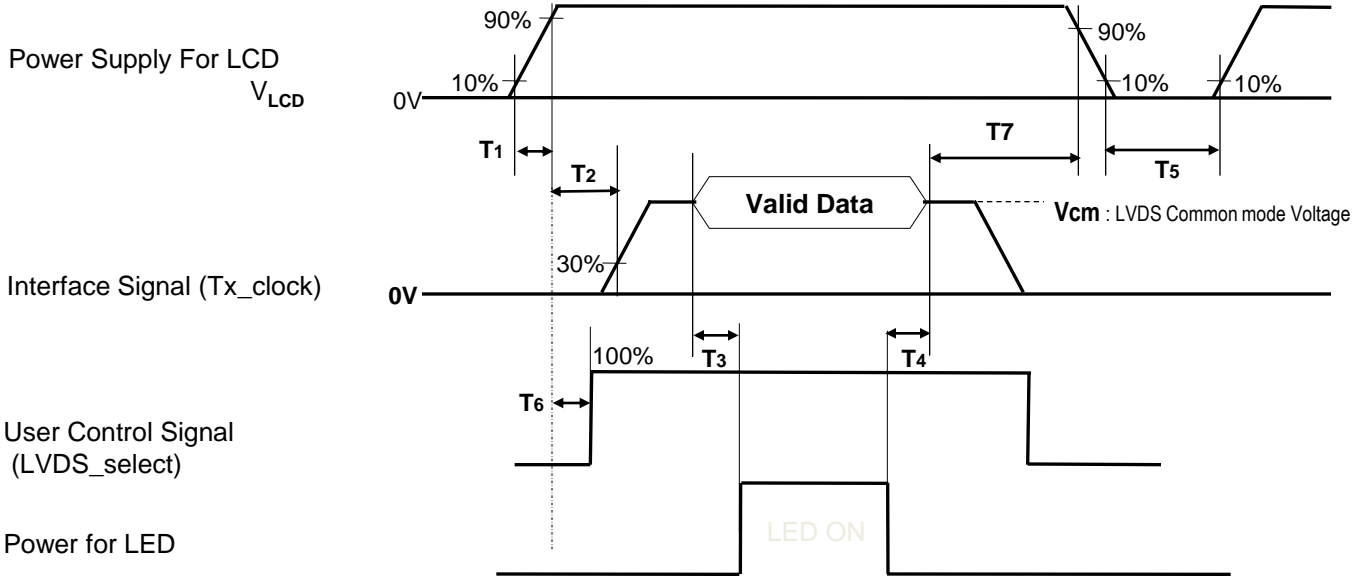 90%
90%
Power Supply For LCD
VLCD
10%
10%
10%
0V
T1
T7
T2
T5
Valid Data
Vcm : LVDS Common mode Voltage
30%
Interface Signal (Tx_clock)
0V
100%
T3
T4
T6
User Control Signal
(LVDS_select)
LED ON
Power for LED